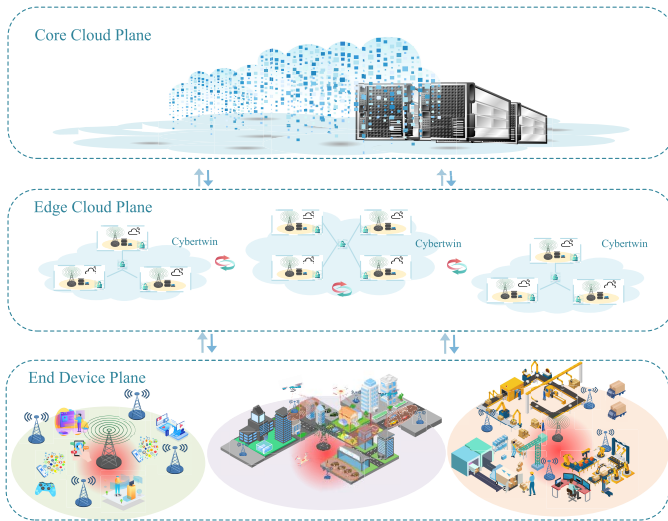 Core Cloud Plane
Edge Cloud Plane
Cybertwin
Cybertwin
Cybertwin
End Device Plane